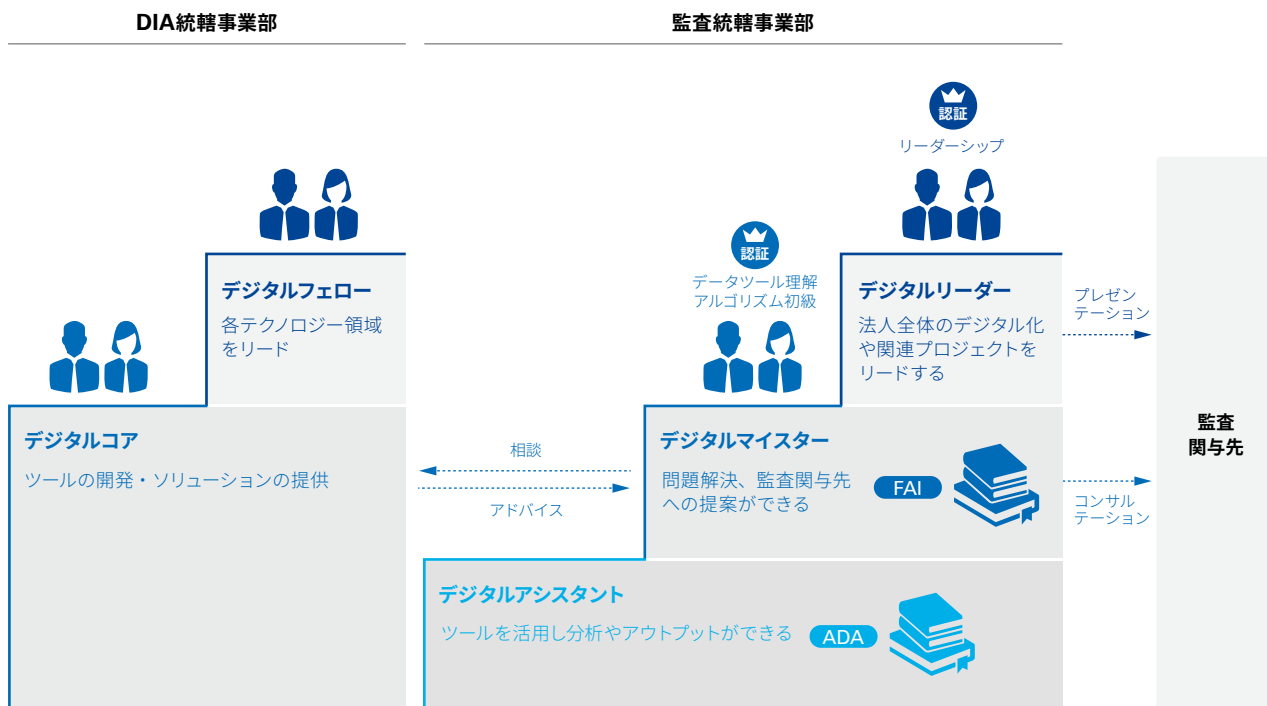 DIA統轄事業部
監査統轄事業部
認証
リーダーシップ
認証
データツール理解
アルゴリズム初級
デジタルフェロー
各テクノロジー領域
をリード
デジタルリーダー
法人全体のデジタル化
や関連プロジェクトを
リードする
プレゼン
テーション
デジタルコア
ツールの開発・ソリューションの提供
相談
アドバイス
デジタルマイスター
問題解決、監査関与先
への提案ができる
FAI
コンサル
テーション
監査
関与先
デジタルアシスタント
ツールを活用し分析やアウトプットができる
ADA